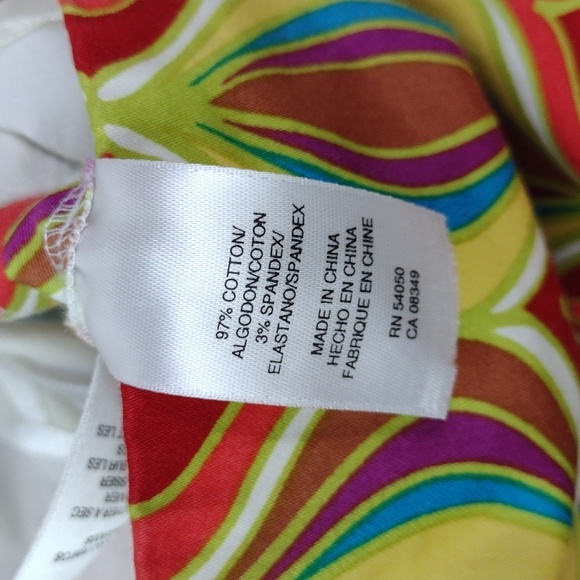 97% COTTON/
ALGODON/COTON
3% SPANDEX/
ELASTANO/SPANDEX
MADE IN CHINA
HECHO EN CHINA
FABRIQUE EN CHINE
RN 54050
CA 08349